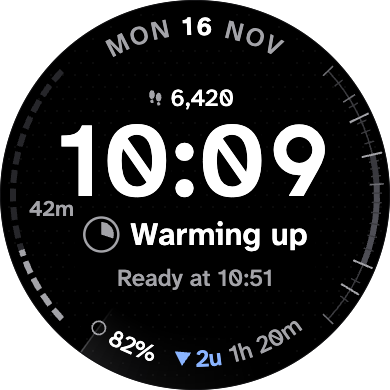 MON 16 NOV
6,420
10:09
42m
Warming up
Ready at 10:51
82%
2u 1h 20m